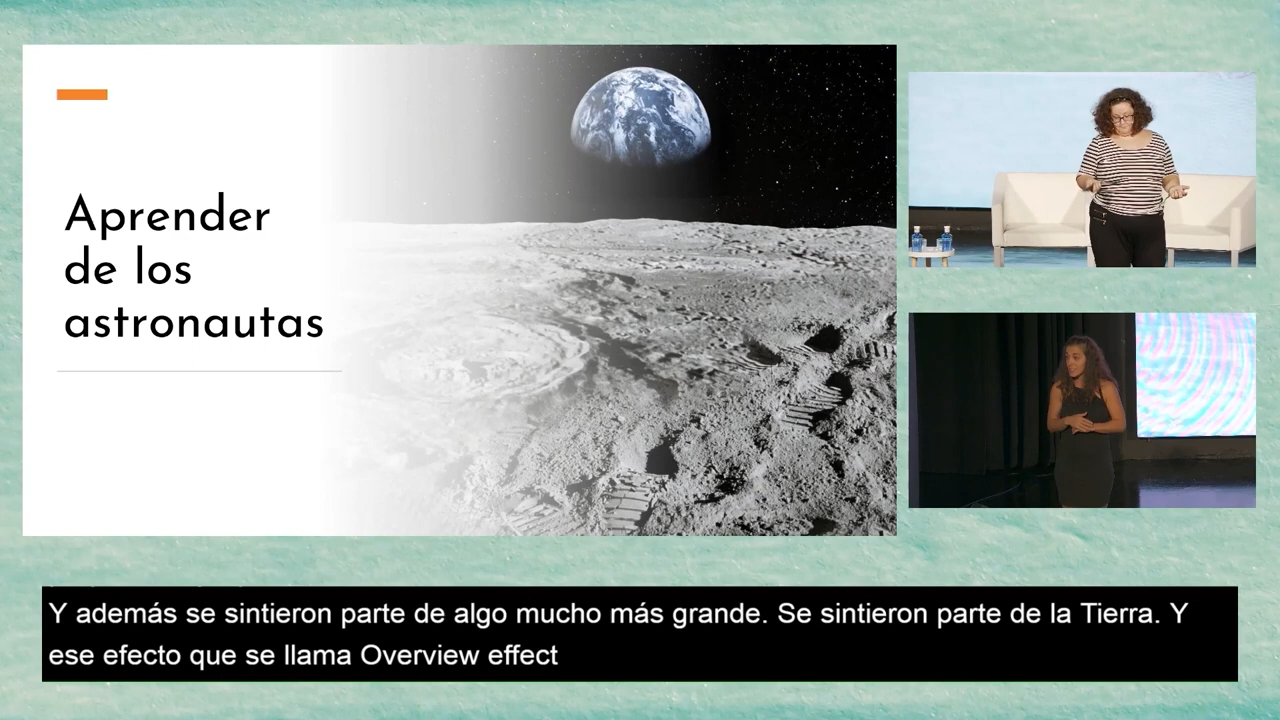 Aprender
de los
astronautas
Y además se sintieron parte de algo mucho más grande. Se sintieron parte de la Tierra. Y
ese efecto que se llama Overview effect